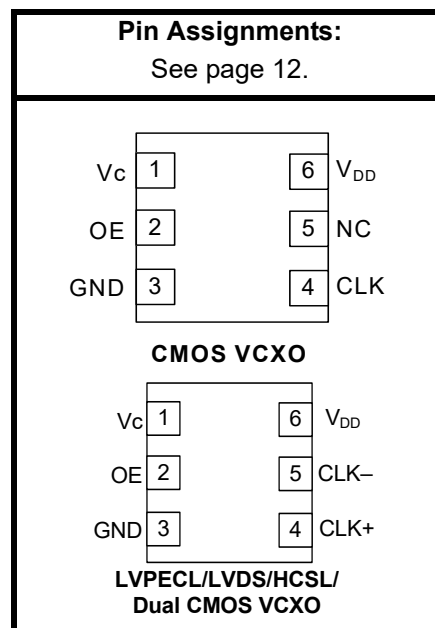 Pin Assignments:
See page 12.
Vc 1 6 VDD
OE 2 5 NC
GND 3 4 CLK
CMOS VCXO
Vc 1 6 VDD
OE 2 5 CLK–
GND 3 4 CLK+
LVPECL/LVDS/HCSL/
Dual CMOS VCXO